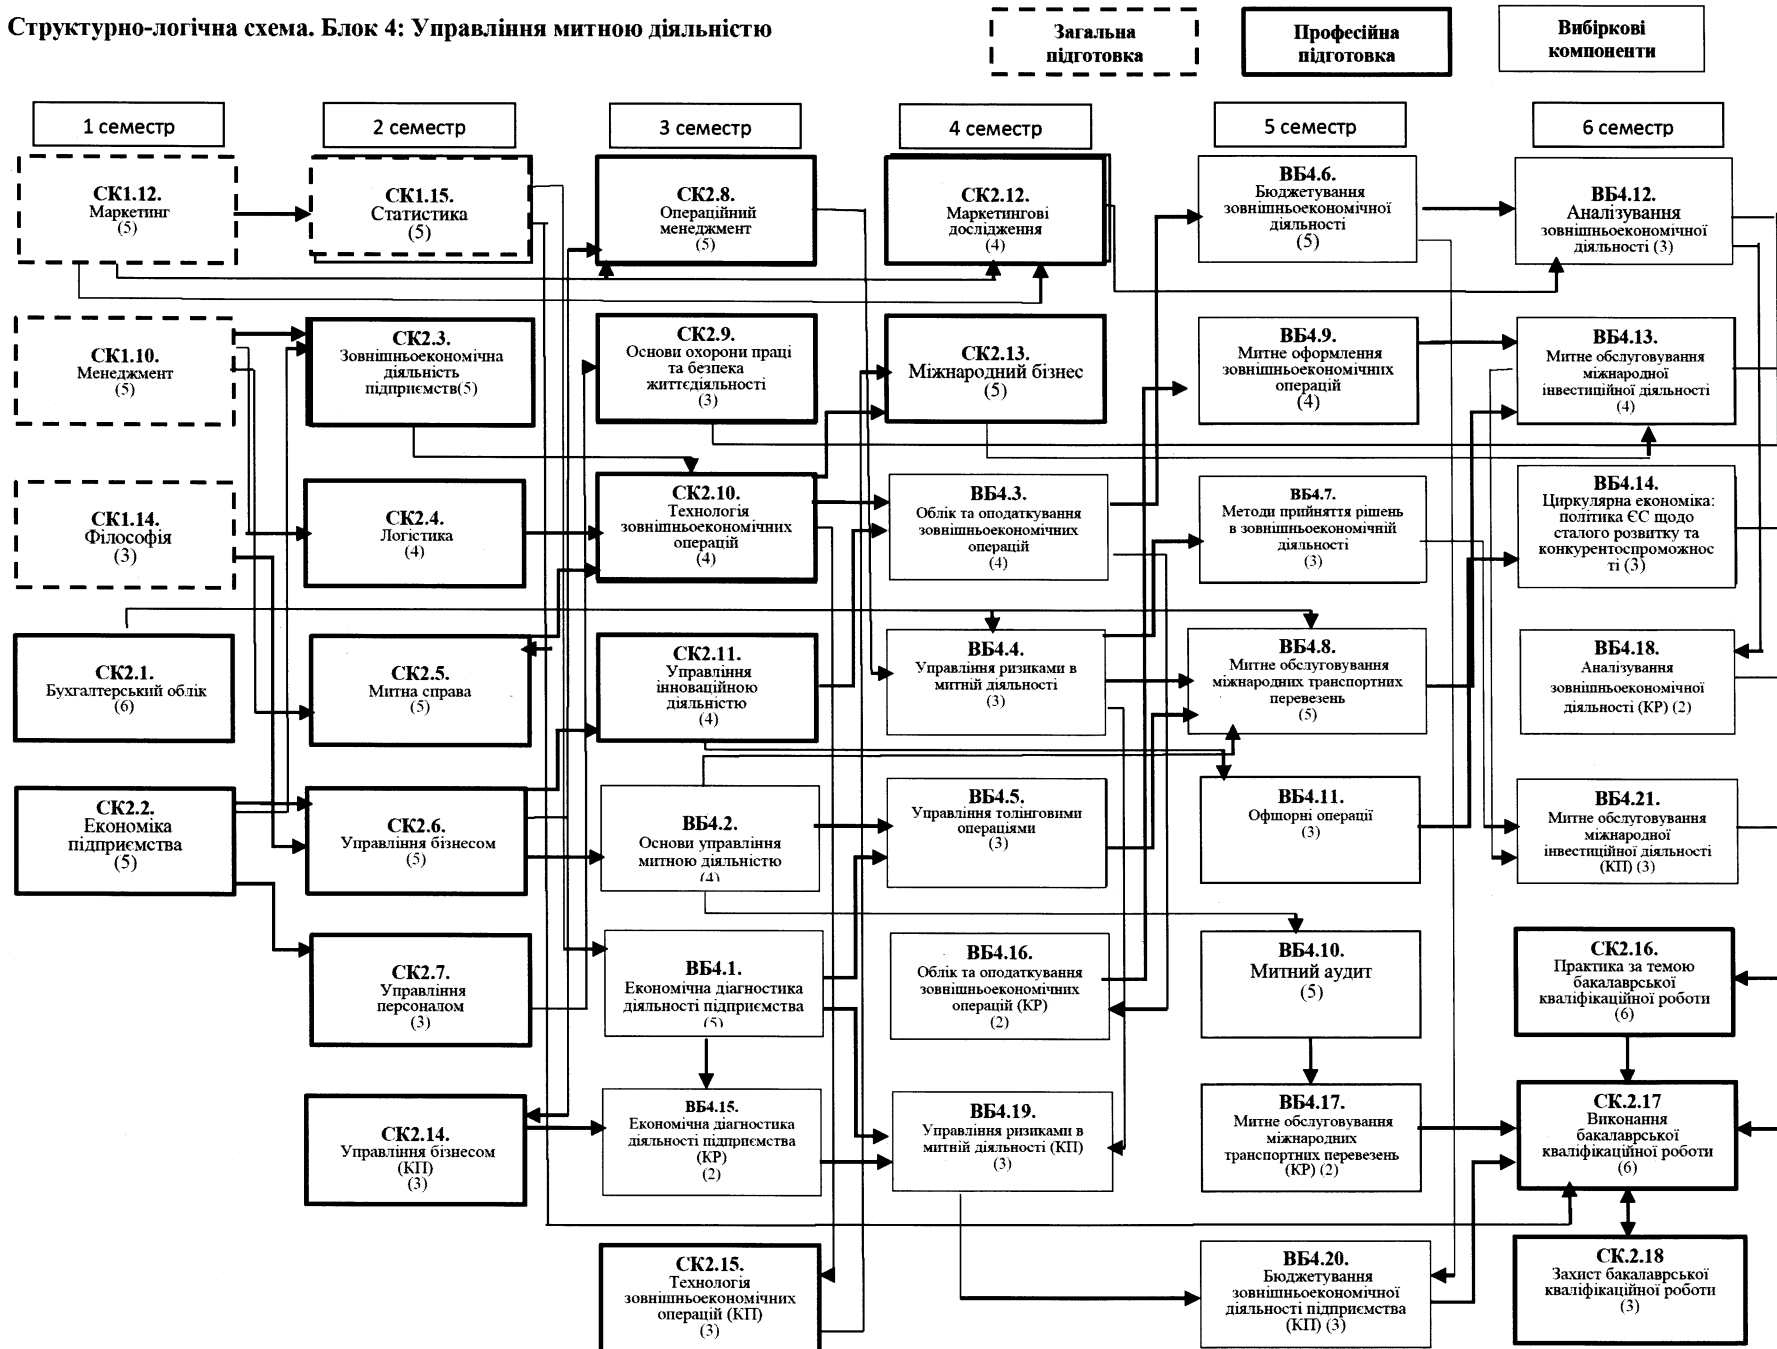 Структурно-логічна схема. Блок 4: Управління митною діяльністю
Загальна
підготовка
Професійна
підготовка
Вибіркові
компоненти
1 семестр
2 семестр
3 семестр
4 семестр
5 семестр
6 семестр
СК1.12.
Маркетинг
(5)
СК1.10.
Менеджмент
(5)
СК1.14.
Філософія
(3)
СК2.1.
Бухгалтерський облік
(6)
СК2.2.
Економіка
підприємства
(5)
СК1.15.
Статистика
(5)
СК2.3.
Зовнішньоекономічна
діяльність
підприємств(5)
СК2.4.
Логістика
(4)
СК2.5.
Митна справа
(5)
СК2.6.
Управління бізнесом
(5)
СК2.7.
Управління
персоналом
(3)
СК2.14.
Управління бізнесом
(КП)
(3)
СК2.8.
Операційний
менеджмент
(5)
СК2.9.
Основи охорони праці
та безпека
життєдіяльності
(3)
СК2.10.
Технологія
зовнішньоекономічних
операцій
(4)
СК2.11.
Управління
інноваційною
діяльністю
(4)
ВБ4.2.
Основи управління
митною діяльністю
(4)
ВБ4.1.
Економічна діагностика
діяльності підприємства
(5)
ВБ4.15.
Економічна діагностика
діяльності підприємства
(КР)
(2)
СК2.15.
Технологія
зовнішньоекономічних
операцій (КП)
(3)
СК2.12.
Маркетингові
дослідження
(4)
СК2.13.
Міжнародний бізнес
(5)
ВБ4.3.
Облік та оподаткування
зовнішньоекономічних
операцій
(4)
ВБ4.4.
Управління ризиками в
митній діяльності
(3)
ВБ4.5.
Управління толінговими
операціями
(3)
ВБ4.16.
Облік та оподаткування
зовнішньоекономічних
операцій (КР)
(2)
ВБ4.19.
Управління ризиками в
митній діяльності (КП)
(3)
ВБ4.6.
Бюджетування
зовнішньоекономічної
діяльності
(5)
ВБ4.9.
Митне оформлення
зовнішньоекономічних
операцій
(4)
ВБ4.7.
Методи прийняття рішень
в зовнішньоекономічній
діяльності
(3)
ВБ4.8.
Митне обслуговування
міжнародних транспортних
перевезень
(5)
ВБ4.11.
Офшорні операції
(3)
ВБ4.10.
Митний аудит
(5)
ВБ4.17.
Митне обслуговування
міжнародних
транспортних перевезень
(КР) (2)
ВБ4.20.
Бюджетування
зовнішньоекономічної
діяльності підприємства
(КП) (3)
ВБ4.12.
Аналізування
зовнішньоекономічної
діяльності (3)
ВБ4.13.
Митне обслуговування
міжнародної
інвестиційної діяльності
(4)
ВБ4.14.
Циркулярна економіка:
політика ЄС щодо
сталого розвитку та
конкурентоспроможнос
ті (3)
ВБ4.18.
Аналізування
зовнішньоекономічної
діяльності (КР) (2)
ВБ4.21.
Митне обслуговування
міжнародної
інвестиційної діяльності
(КП) (3)
СК2.16.
Практика за темою
бакалаврської
кваліфікаційної роботи
(6)
СК.2.17
Виконання
бакалаврської
кваліфікаційної роботи
(6)
СК.2.18
Захист бакалаврської
кваліфікаційної роботи
(3)